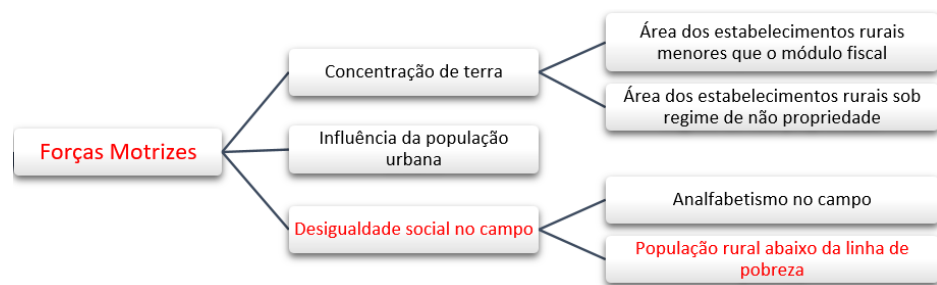 Forças Motrizes
Concentração de terra
Área dos estabelecimentos rurais
menores que o módulo fiscal
Área dos estabelecimentos rurais sob
regime de não propriedade
Influência da população
urbana
Desigualdade social no campo
Analfabetismo no campo
População rural abaixo da linha de
pobreza